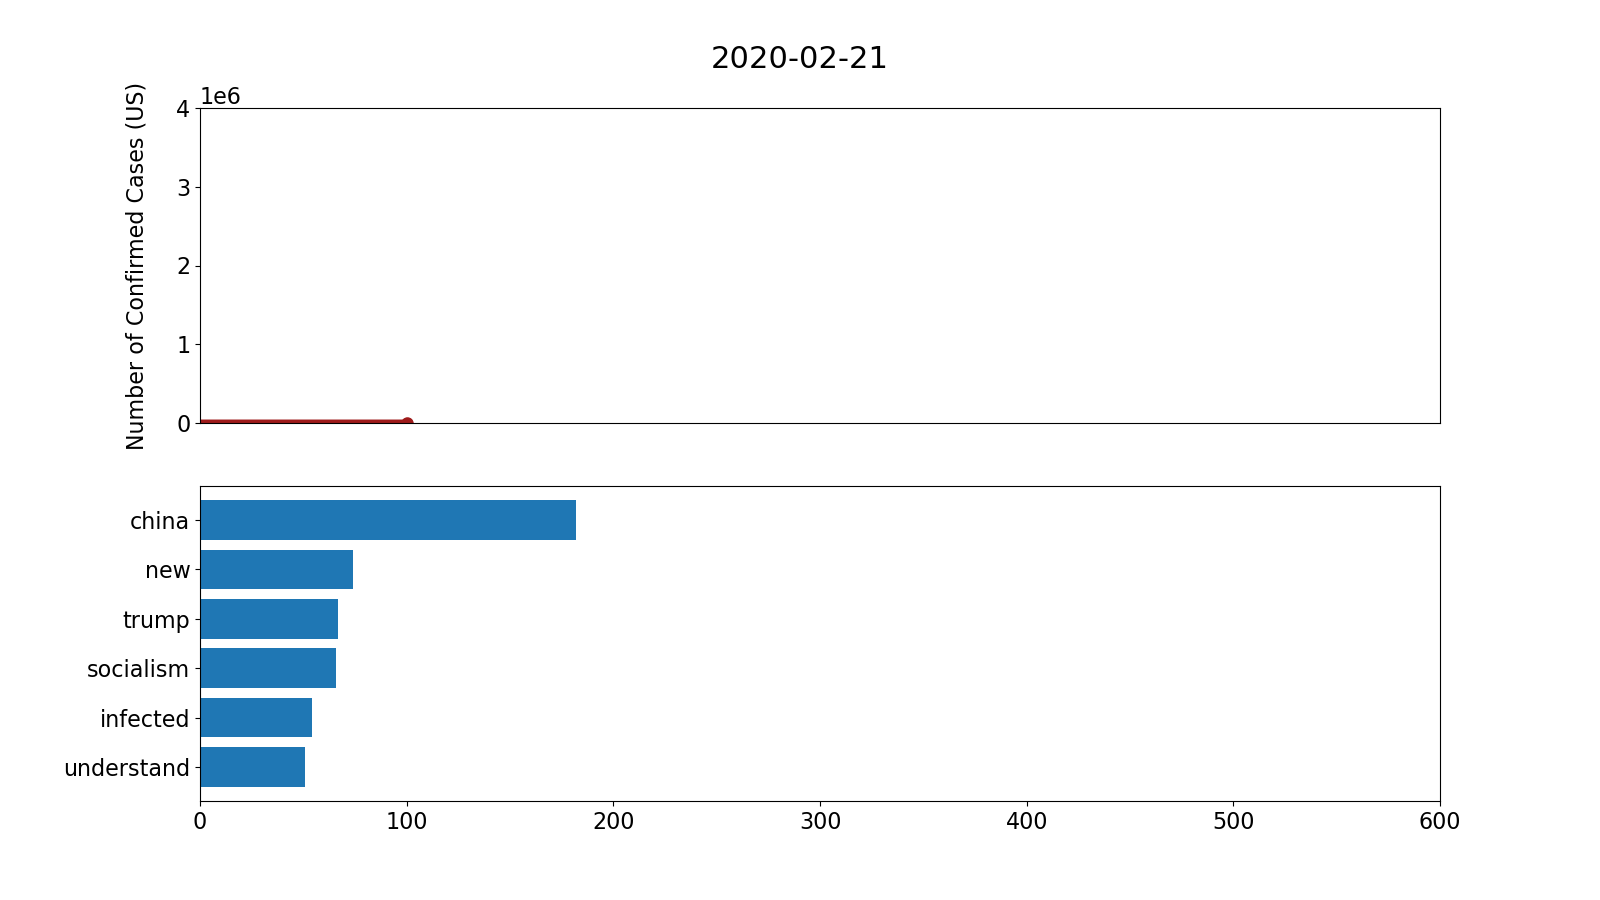 2020-02-21
1e6
Number of Confirmed Cases (US)
4
3
2
1
0
china
new
trump
socialism
infected
understand
0 100 200 300 400 500 600